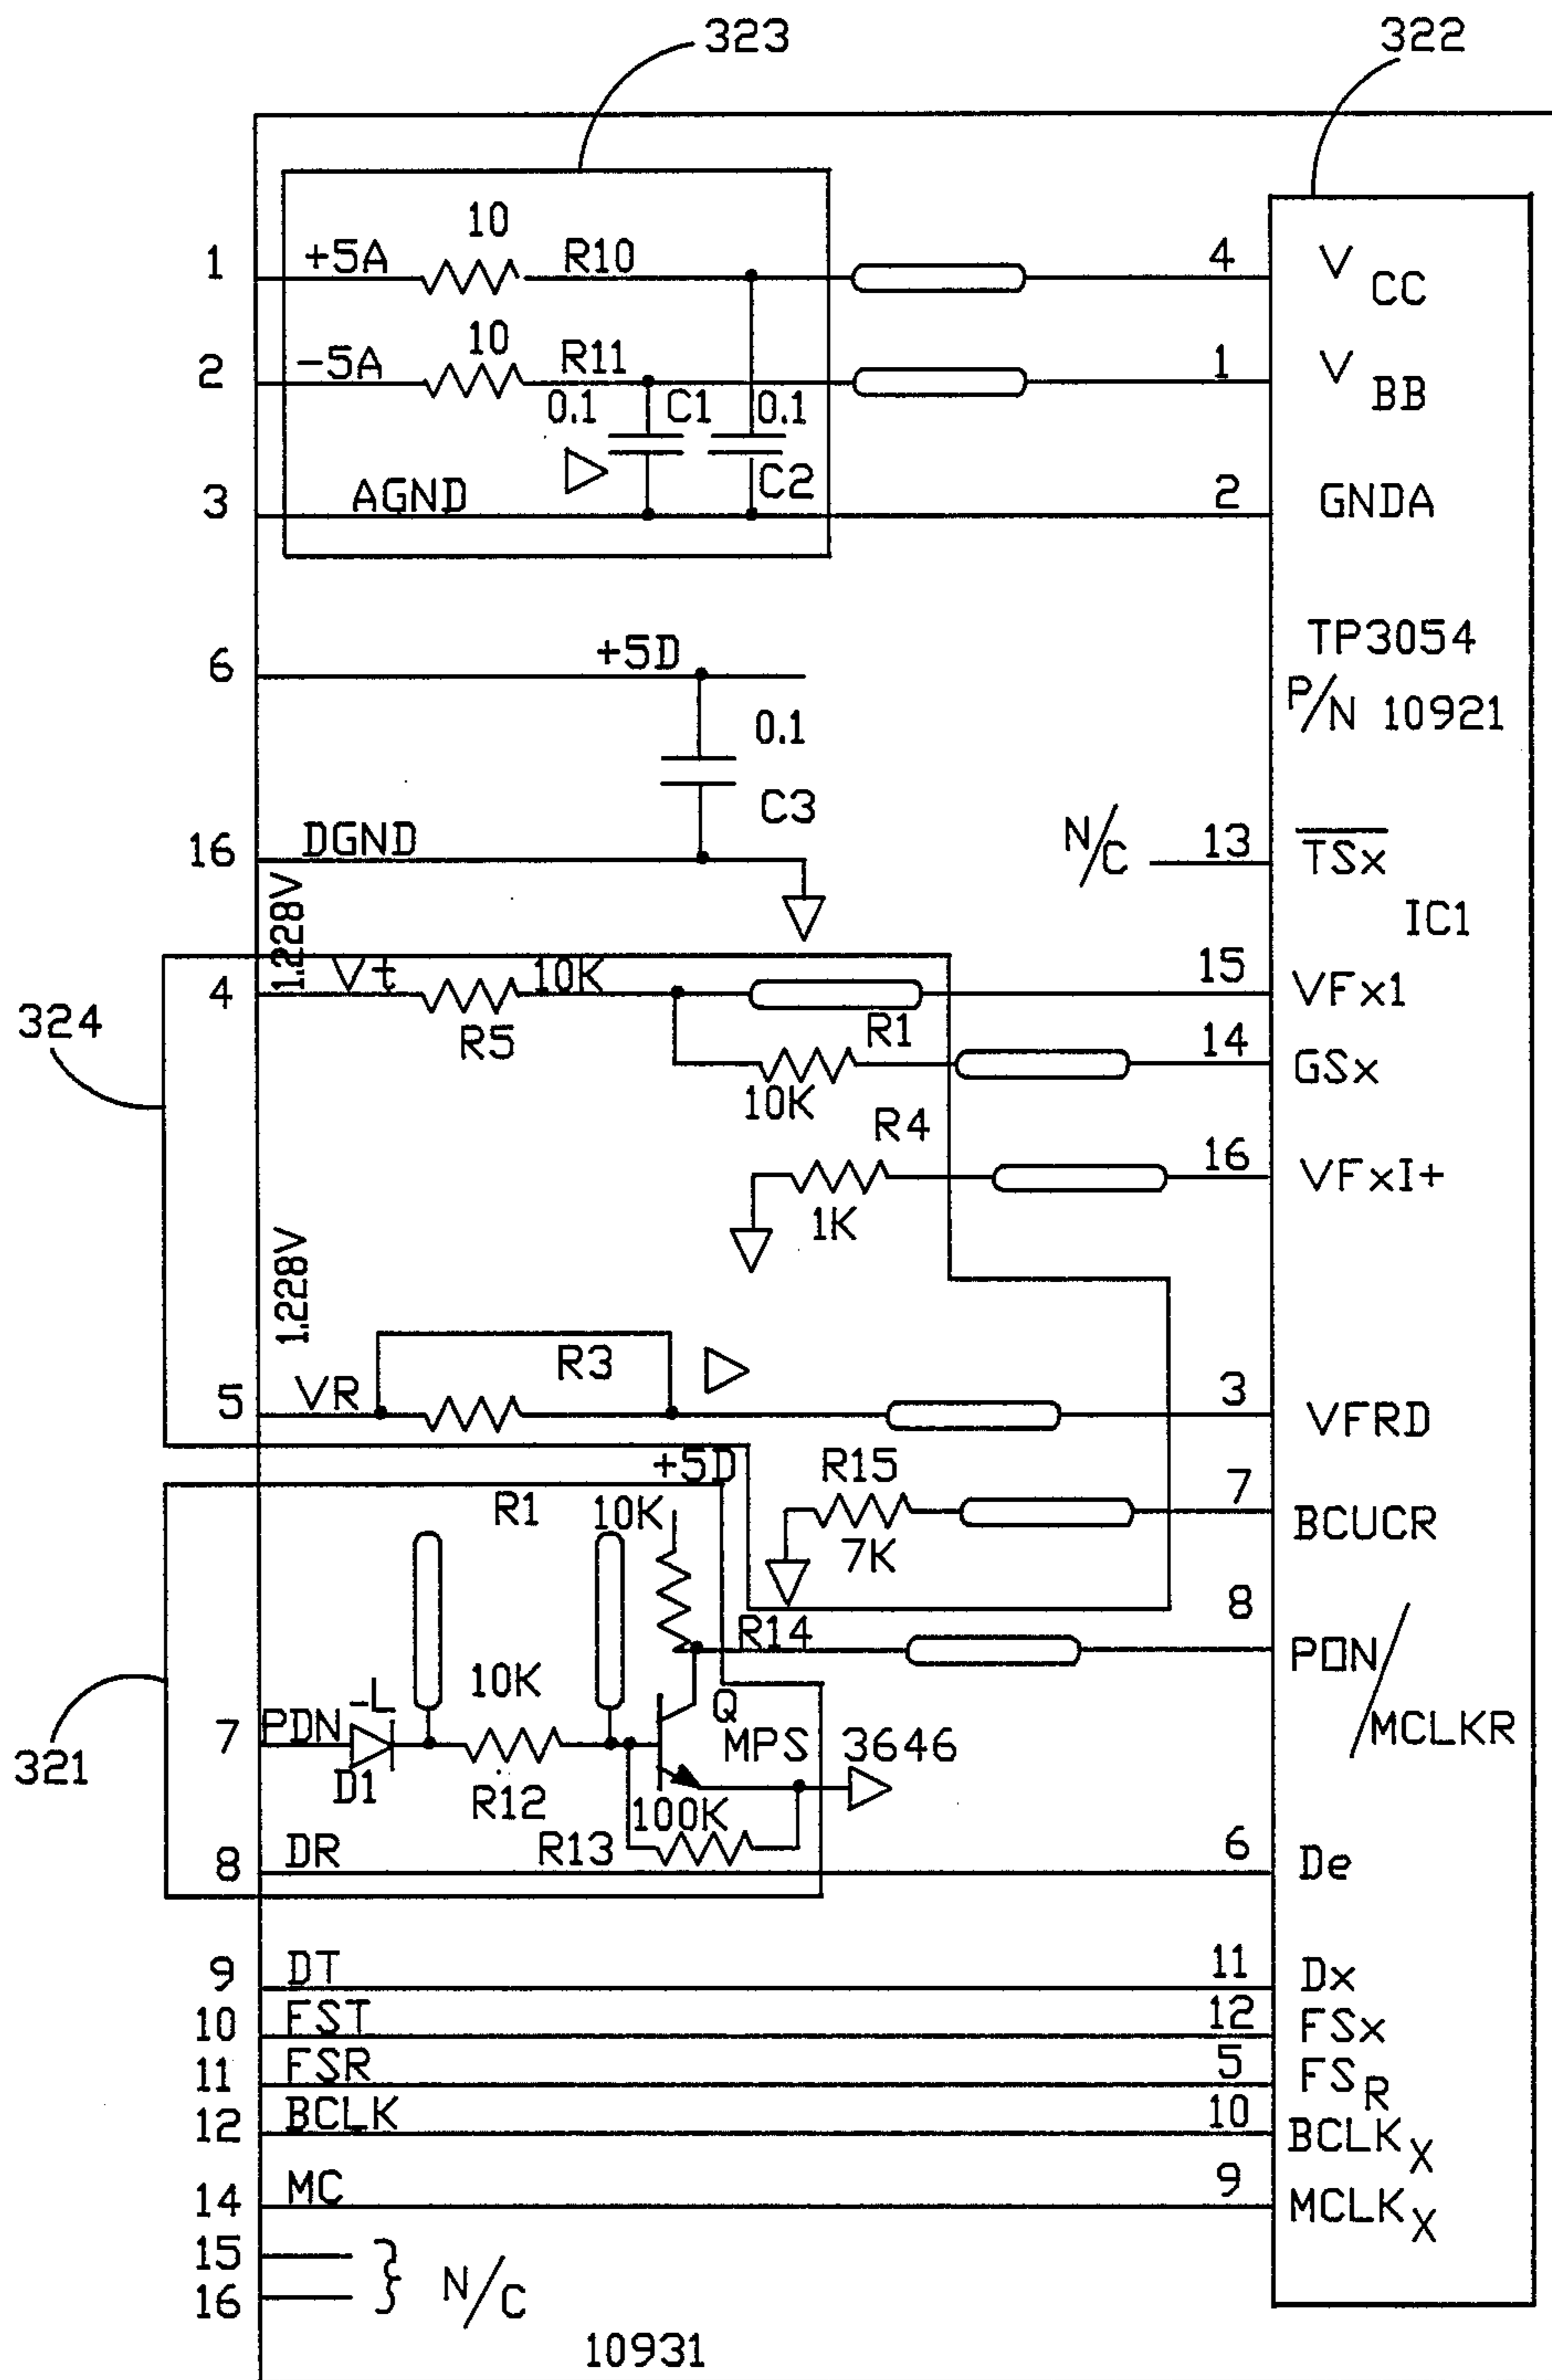 323
322
10
1 +5A R10 4 VCC
10
2 -5A R11 1 VBB
0.1 C1 0.1
C2
3 AGND 2 GNDA
TP3054
6 +5D
P/N 10921
0.1
C3
16 DGND N/C 13 TSx
IC1
1.228V
4 Vt 10K 15 VFx1
324
R5 R1
14 GSx
10K
R4
16 VFxI+
1K
1.228V
R3
5 VR 3 VFRD
+5D R15
R1 10K 7 BCUCR
7K
8
R14 PON/MCLKR
10K
-L
Q
7 PDN MPS 3646
321
D1 R12 100K
R13
8 DR 6 De
9 DT 11 Dx
10 FST 12 FSx
11 FSR 5 FSR
12 BCLK 10 BCLKX
14 MC 9 MCLKX
15
16 } N/C
10931